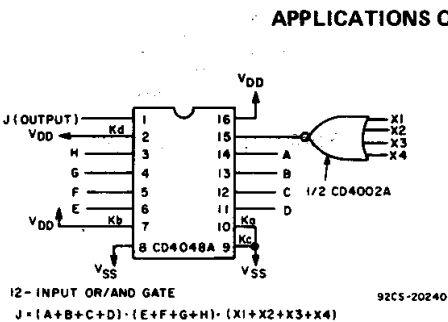 APPLICATIONS O
VDD
J(OUTPUT) 1 16
VDD Kd 2 15 X1
H 3 14 A X2
G 4 13 B X3
F 5 12 C X4
E 6 11 D 1/2 CD4002A
VDD Kb 7 10 Ka
8 CD4048A 9 Kc
VSS VSS
12-INPUT OR/AND GATE 92CS-20240
J=(A+B+C+D)·(E+F+G+H)·(X1+X2+X3+X4)